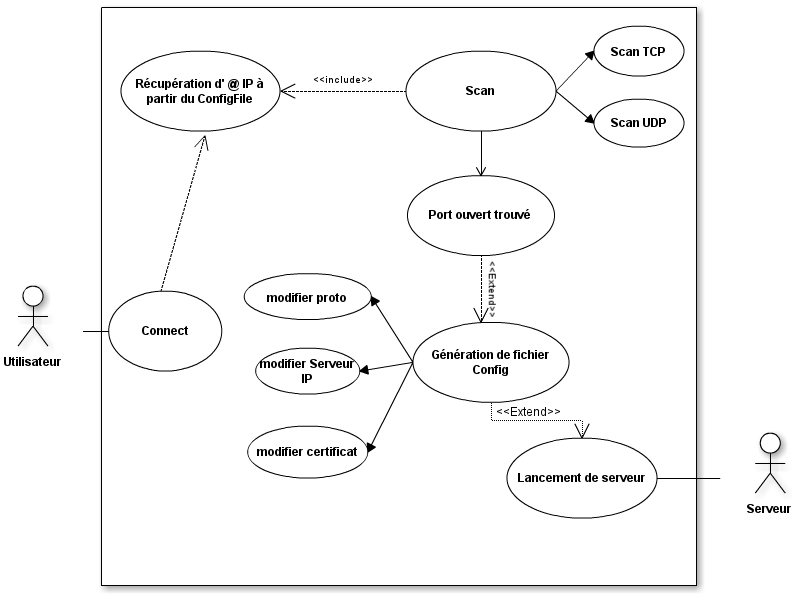 Scan TCP
Récupération d' @ IP à
partir du ConfigFile
<<include>>
Scan
Scan UDP
Port ouvert trouvé
<<Extend>>
modifier proto
Utilisateur
Connect
modifier Serveur
IP
Génération de fichier
Config
<<Extend>>
modifier certificat
Lancement de serveur
Serveur